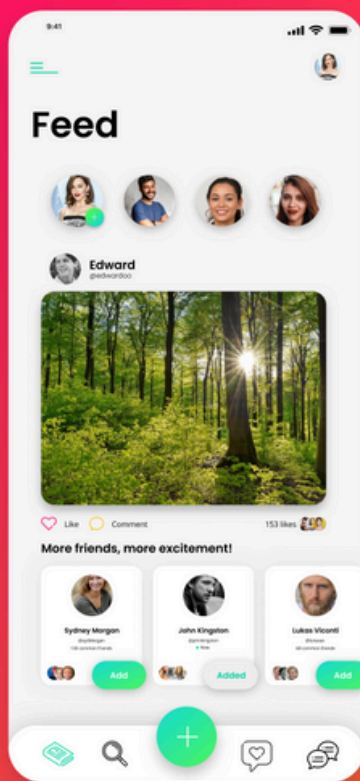 9:41
Feed
Edward
@edwardoo
Like
Comment
153 likes
More friends, more excitement!
Sydney Morgan
John Kingston
Lukas Viconti
Add
Added
Add